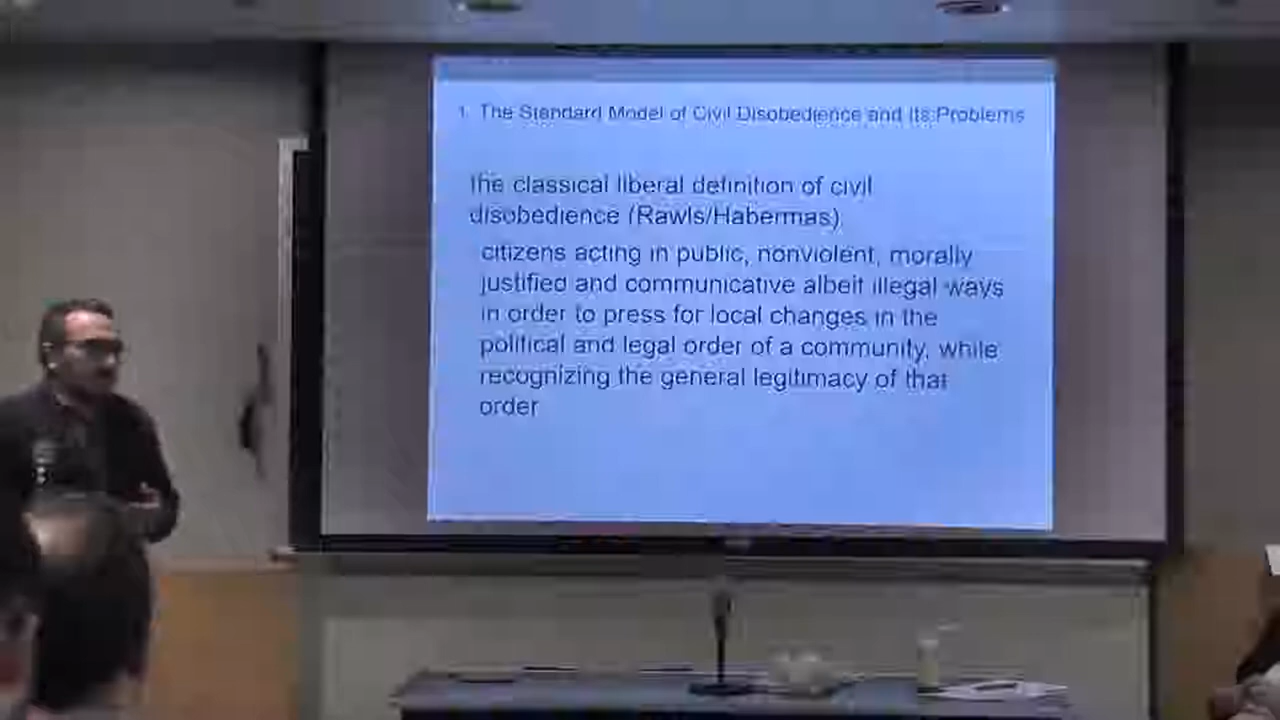 1. The Standard Model of Civil Disobedience and Its Problems
the classical liberal definition of civil
disobedience (Rawls/Habermas):
citizens acting in public, nonviolent, morally
justified and communicative albeit illegal ways
in order to press for local changes in the
political and legal order of a community, while
recognizing the general legitimacy of that
order